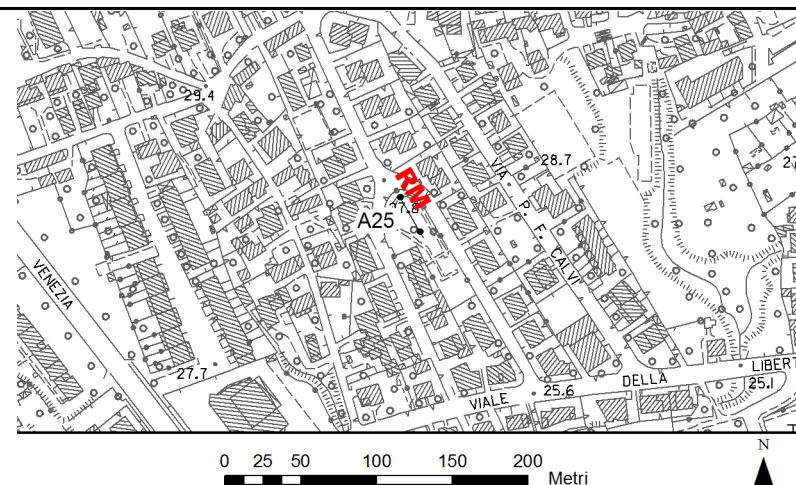 29.4
RM
VIA P. F. CALVI
28.7
A25
VENEZIA
27.7
VIALE DELLA LIBERT
25.6
25.1
N
0 25 50 100 150 200
Metri